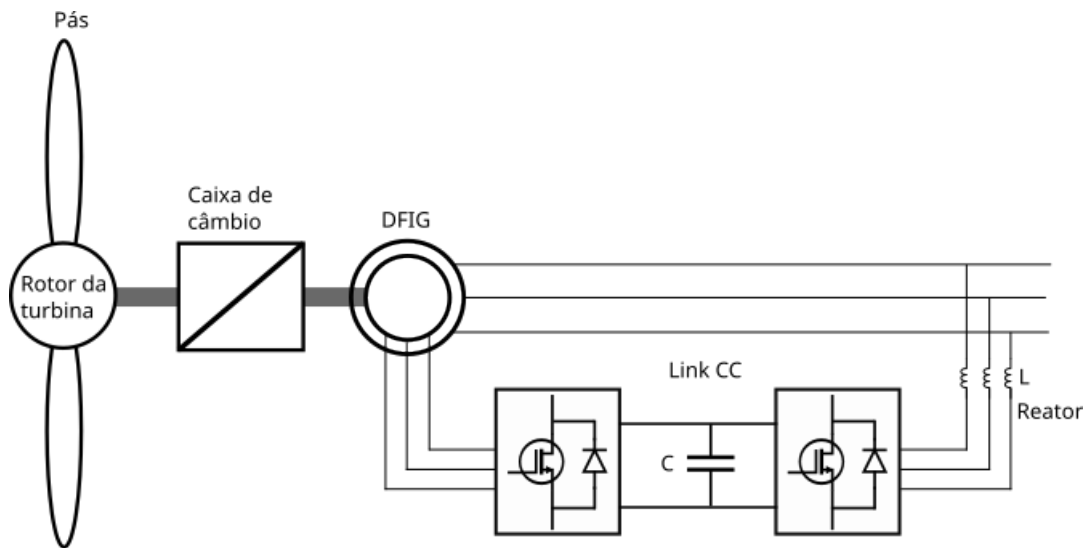 Pás
Caixa de
câmbio
DFIG
Rotor da
turbina
Link CC
L
Reator
C